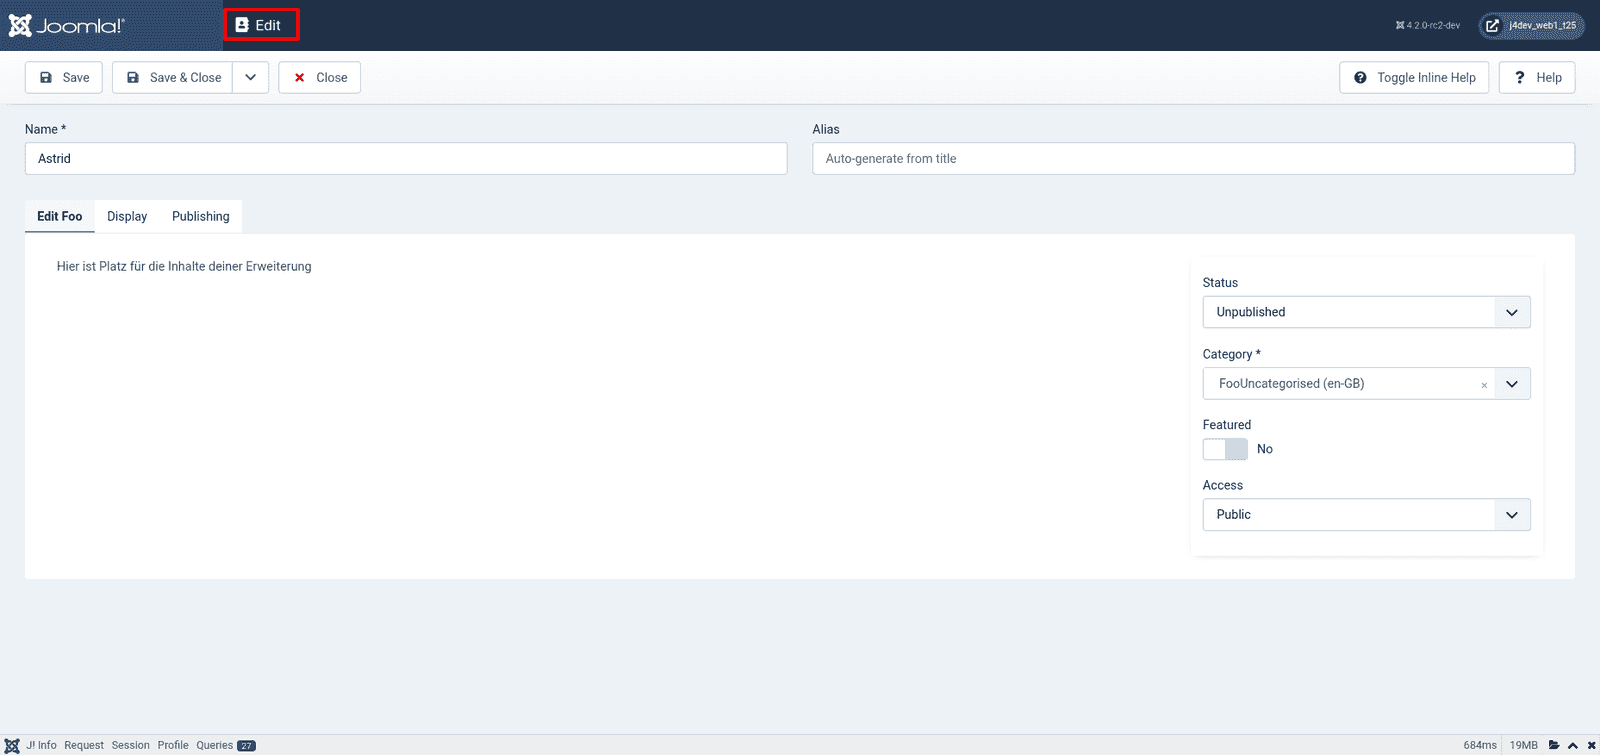 Joomla!® Edit 4.2.0-rc2-dev j4dev_web1_t25
Save Save & Close Close Toggle Inline Help ? Help
Name * Alias
Astrid Auto-generate from title
Edit Foo Display Publishing
Hier ist Platz für die Inhalte deiner Erweiterung
Status
Unpublished
Category *
FooUncategorised (en-GB) ×
Featured
No
Access
Public
J! Info Request Session Profile Queries 27 684ms 19MB